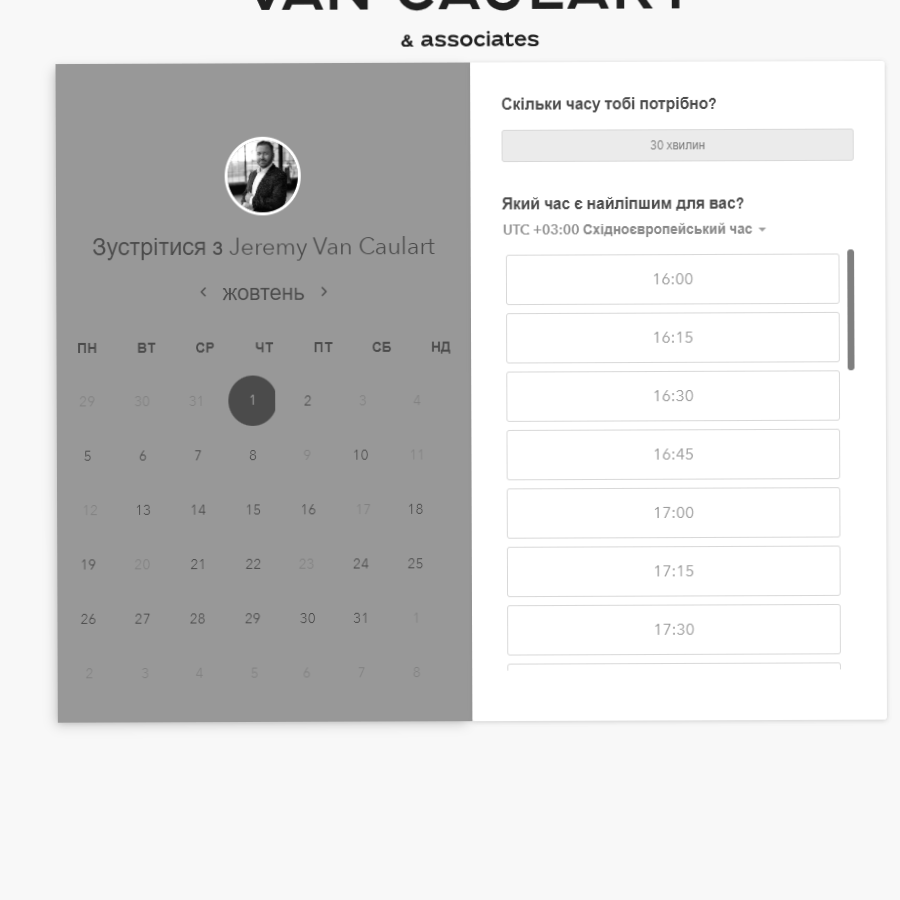 VAN CAULART
& associates
Зустрітися з Jeremy Van Caulart
жовтень
ПН ВТ СР ЧТ ПТ СБ НД
29 30 31 1 2 3 4
5 6 7 8 9 10 11
12 13 14 15 16 17 18
19 20 21 22 23 24 25
26 27 28 29 30 31 1
2 3 4 5 6 7 8
Скільки часу тобі потрібно?
30 хвилин
Який час є найліпшим для вас?
UTC +03:00 Східноєвропейський час
16:00
16:15
16:30
16:45
17:00
17:15
17:30